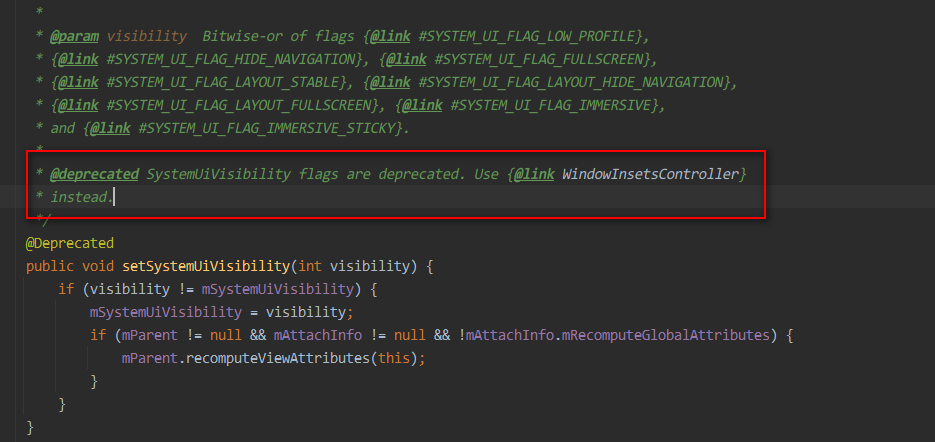 *
* @param visibility  Bitwise-or of flags {@link #SYSTEM_UI_FLAG_LOW_PROFILE},
* {@link #SYSTEM_UI_FLAG_HIDE_NAVIGATION}, {@link #SYSTEM_UI_FLAG_FULLSCREEN},
* {@link #SYSTEM_UI_FLAG_LAYOUT_STABLE}, {@link #SYSTEM_UI_FLAG_LAYOUT_HIDE_NAVIGATION},
* {@link #SYSTEM_UI_FLAG_LAYOUT_FULLSCREEN}, {@link #SYSTEM_UI_FLAG_IMMERSIVE},
* and {@link #SYSTEM_UI_FLAG_IMMERSIVE_STICKY}.
*
* @deprecated SystemUiVisibility flags are deprecated. Use {@link WindowInsetsController}
* instead.
*/
@Deprecated
public void setSystemUiVisibility(int visibility) {
    if (visibility != mSystemUiVisibility) {
        mSystemUiVisibility = visibility;
        if (mParent != null && mAttachInfo != null && !mAttachInfo.mRecomputeGlobalAttributes) {
            mParent.recomputeViewAttributes(this);
        }
    }
}